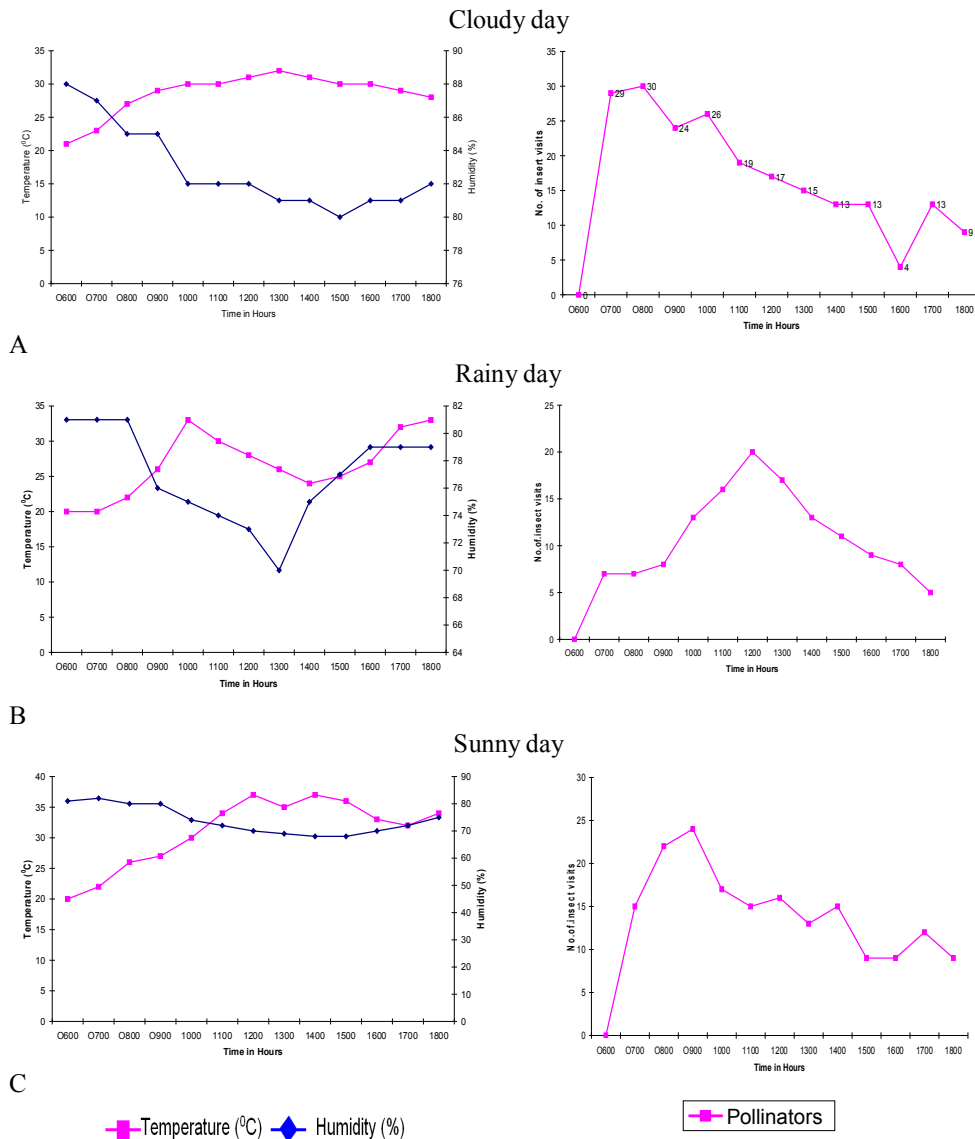 Cloudy day
35
30
25
20
15
10
5
0
Temperature (⁰C)
90
88
86
84
82
80
78
76
Humidity (%)
O600 O700 O800 O900 1000 1100 1200 1300 1400 1500 1600 1700 1800
Time in Hours
35
30
25
20
15
10
5
0
No. of insert visits
0 29 30 24 26 19 17 15 13 13 4 13 9
O600 O700 O800 O900 1000 1100 1200 1300 1400 1500 1600 1700 1800
Time in Hours
A
Rainy day
35
30
25
20
15
10
5
0
Temperature (⁰C)
82
80
78
76
74
72
70
68
66
64
Humidity (%)
O600 O700 O800 O900 1000 1100 1200 1300 1400 1500 1600 1700 1800
Time in Hours
25
20
15
10
5
0
No.of.insect visits
O600 O700 O800 O900 1000 1100 1200 1300 1400 1500 1600 1700 1800
Time in Hours
B
Sunny day
40
35
30
25
20
15
10
5
0
Temperature (⁰C)
90
80
70
60
50
40
30
20
10
0
Humidity (%)
O600 O700 O800 O900 1000 1100 1200 1300 1400 1500 1600 1700 1800
Time in Hours
30
25
20
15
10
5
0
No.of.insect visits
O600 O700 O800 O900 1000 1100 1200 1300 1400 1500 1600 1700 1800
Time in Hours
C
Temperature (⁰C) Humidity (%)
Pollinators